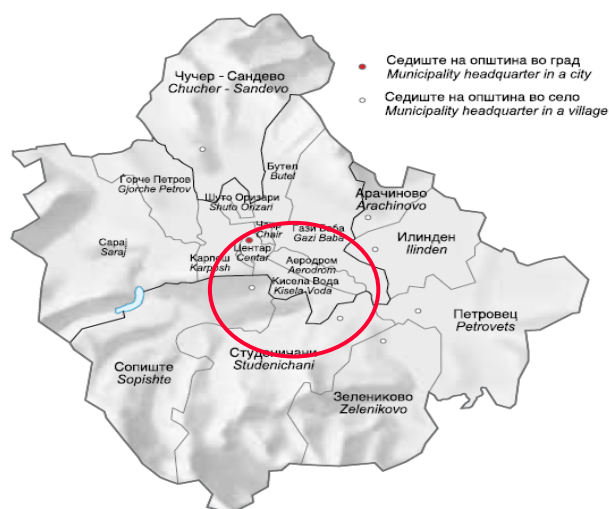 Седиште на општина во град
Municipality headquarter in a city
Седиште на општина во село
Municipality headquarter in a village
Чучер - Сандево
Chucher - Sandevo
Бутел
Butel
Ѓорче Петров
Gjorche Petrov
Шуто Оризари
Shuto Orizari
Арачиново
Arachinovo
Чаир
Chair
Гази Баба
Gazi Baba
Илинден
Ilinden
Сарај
Saraj
Центар
Centar
Карпош
Karposh
Аеродром
Aerodrom
Кисела Вода
Kisela Voda
Петровец
Petrovets
Студеничани
Studenichani
Сопиште
Sopishte
Зелениково
Zelenikovo